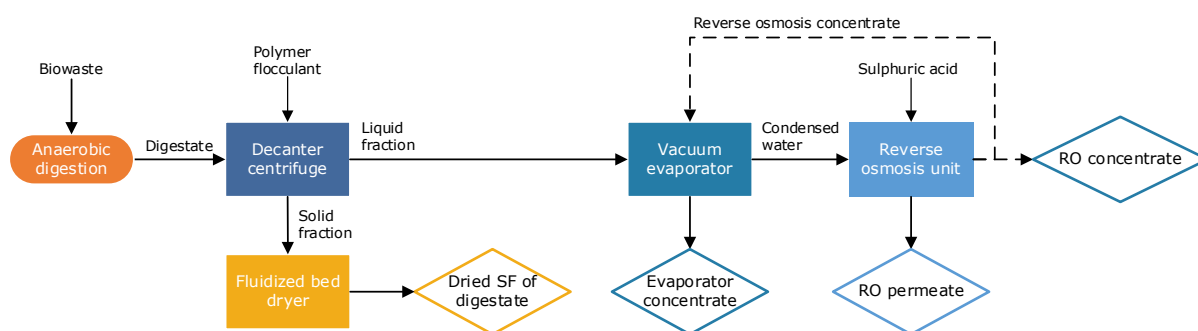 Reverse osmosis concentrate
Polymer
flocculant
Biowaste
Sulphuric acid
Anaerobic
digestion
Digestate
Decanter
centrifuge
Liquid
fraction
Vacuum
evaporator
Condensed
water
Reverse
osmosis unit
RO concentrate
Solid
fraction
Fluidized bed
dryer
Dried SF of
digestate
Evaporator
concentrate
RO permeate